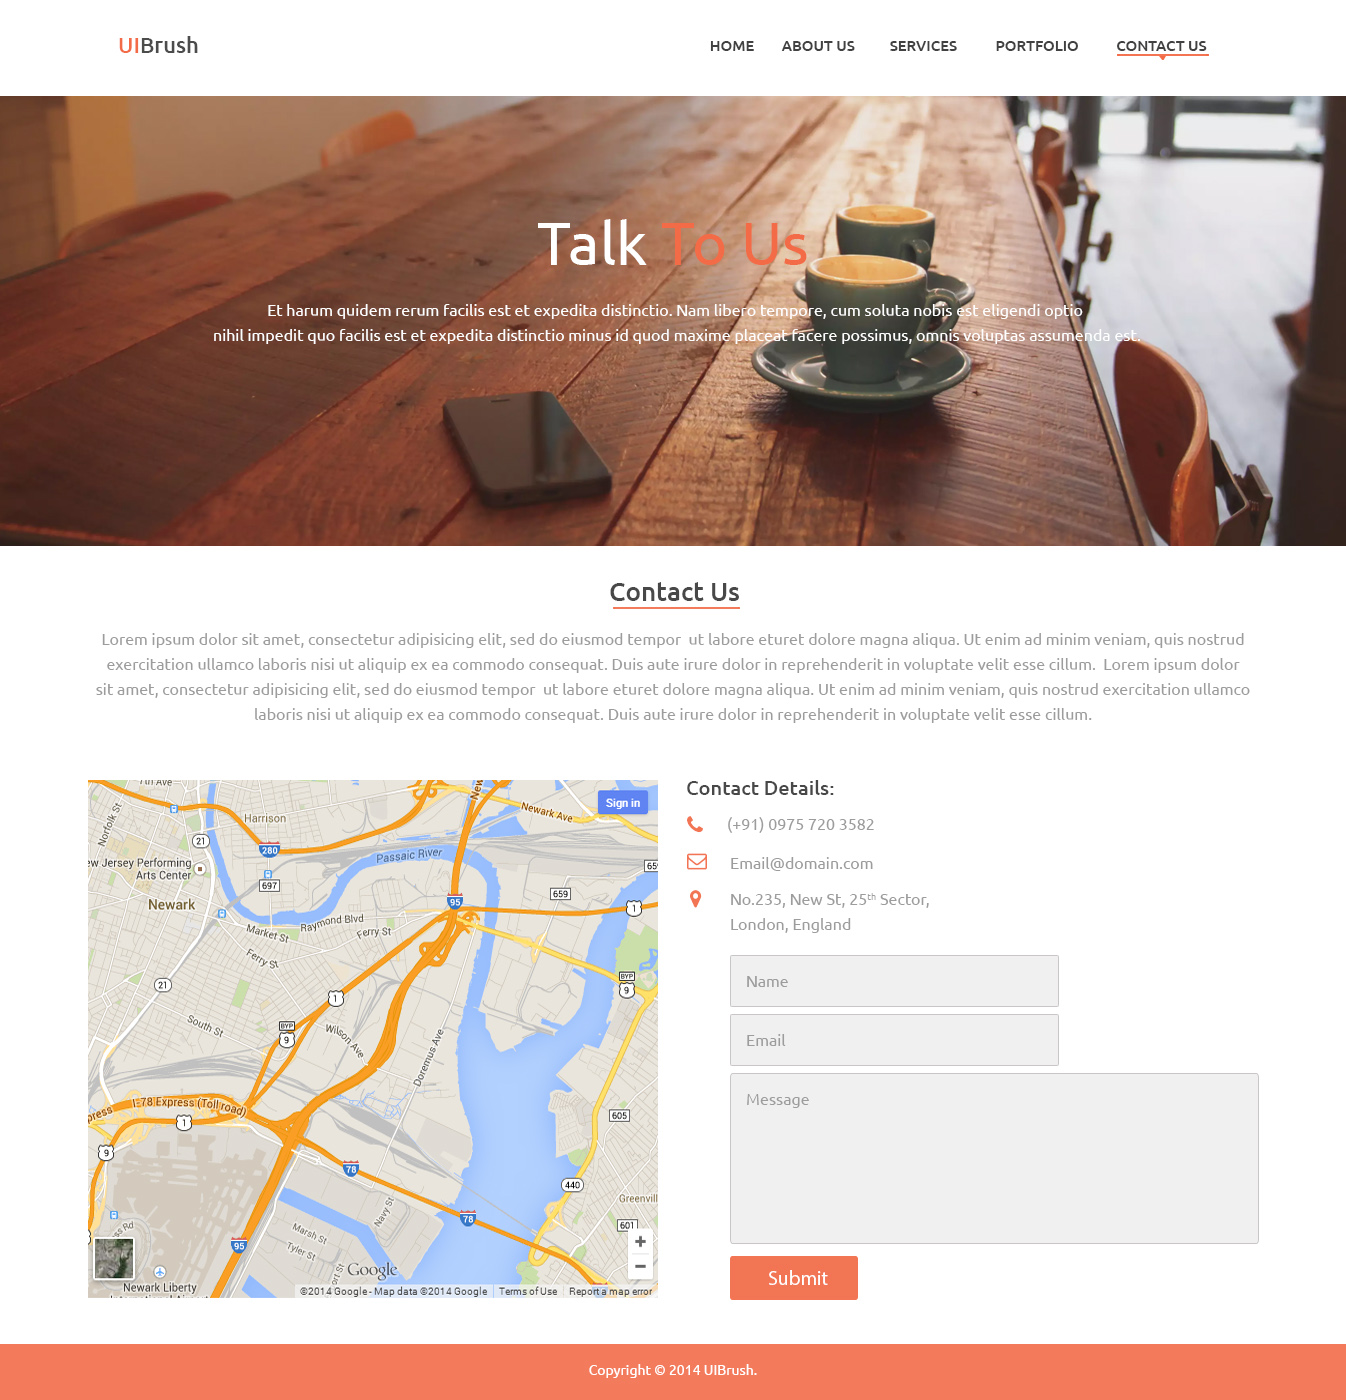 UIBrush
HOME ABOUT US SERVICES PORTFOLIO CONTACT US
Talk To Us
Et harum quidem rerum facilis est et expedita distinctio. Nam libero tempore, cum soluta nobis est eligendi optio
nihil impedit quo facilis est et expedita distinctio minus id quod maxime placeat facere possimus, omnis voluptas assumenda est.
Contact Us
Lorem ipsum dolor sit amet, consectetur adipisicing elit, sed do eiusmod tempor ut labore eturet dolore magna aliqua. Ut enim ad minim veniam, quis nostrud
exercitation ullamco laboris nisi ut aliquip ex ea commodo consequat. Duis aute irure dolor in reprehenderit in voluptate velit esse cillum. Lorem ipsum dolor
sit amet, consectetur adipisicing elit, sed do eiusmod tempor ut labore eturet dolore magna aliqua. Ut enim ad minim veniam, quis nostrud exercitation ullamco
laboris nisi ut aliquip ex ea commodo consequat. Duis aute irure dolor in reprehenderit in voluptate velit esse cillum.
Sign in
Newark Ave
Norfolk St
Harrison
21
280
Passaic River
ew Jersey Performing
Arts Center
697
659
Newark
95
659
1
Raymond Blvd
Market St
Ferry St
Ferry St
21
1
BYP
9
South St
BYP
9
Wilson Ave
Doremus Ave
press
I-78 Express (Toll road)
1
605
9
78
440
Greenvil
Navy St
78
601
Marsh St
Tyler St
95
ss Rd
Port
Google
Newark Liberty
©2014 Google - Map data ©2014 Google Terms of Use Report a map error
Contact Details:
(+91) 0975 720 3582
Email@domain.com
No.235, New St, 25th Sector,
London, England
Name
Email
Message
Submit
Copyright © 2014 UIBrush.